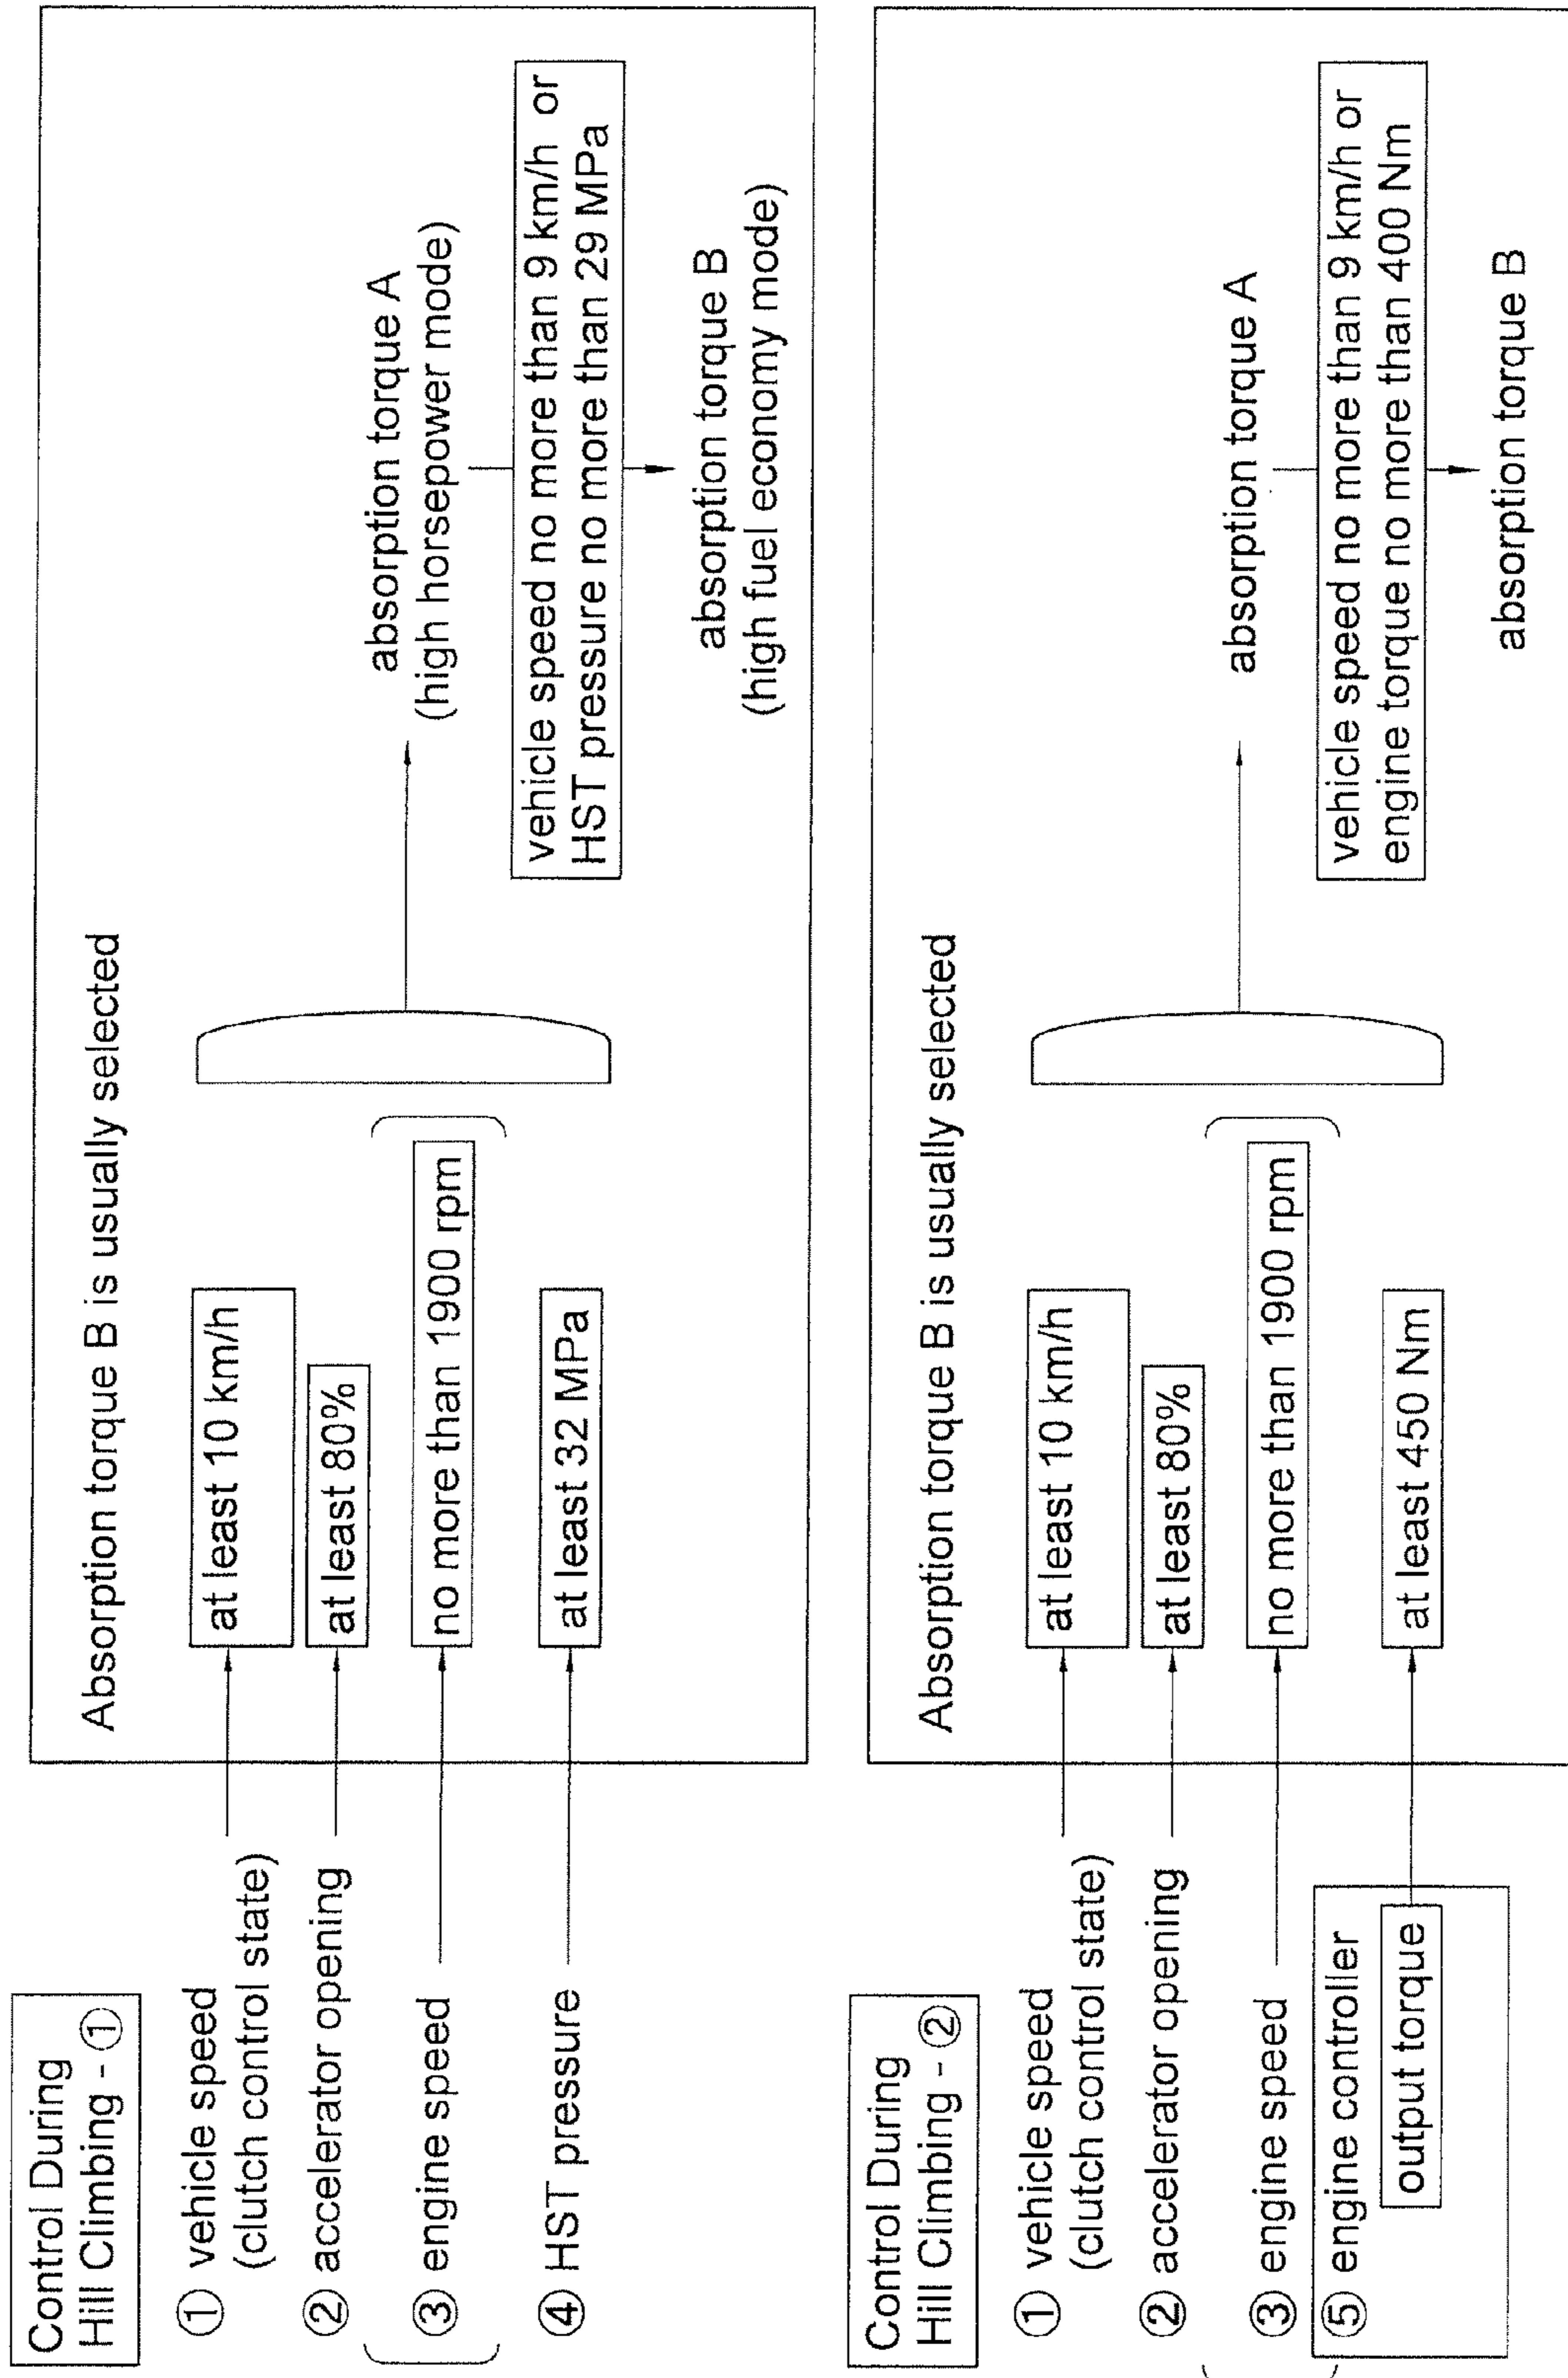 Control During
Hill Climbing - ①
① vehicle speed
(clutch control state)
② accelerator opening
③ engine speed
④ HST pressure
Absorption torque B is usually selected
at least 10 km/h
at least 80%
no more than 1900 rpm
at least 32 MPa
absorption torque A
(high horsepower mode)
vehicle speed no more than 9 km/h or
HST pressure no more than 29 MPa
absorption torque B
(high fuel economy mode)
Control During
Hill Climbing - ②
① vehicle speed
(clutch control state)
② accelerator opening
③ engine speed
⑤ engine controller
output torque
Absorption torque B is usually selected
at least 10 km/h
at least 80%
no more than 1900 rpm
at least 450 Nm
absorption torque A
vehicle speed no more than 9 km/h or
engine torque no more than 400 Nm
absorption torque B